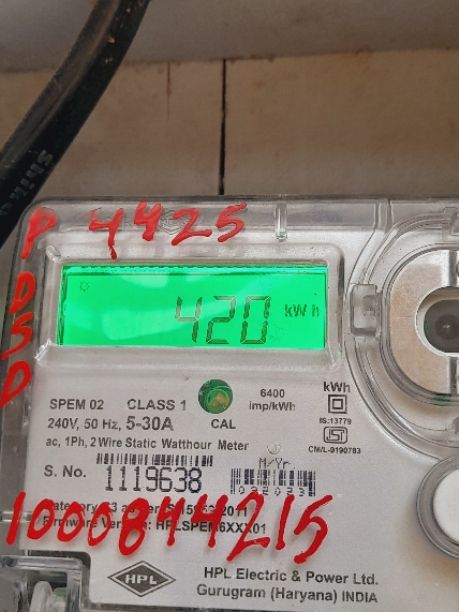 P 4425
D
S
D
420 kWh
SPEM 02 CLASS 1
240V, 50 Hz, 5-30A
CAL
6400
imp/kWh
kWh
IS:13779
CM/L-9190783
ac, 1Ph, 2 Wire Static Watthour Meter
S. No. 1119638
M/Yr
1000844215
HPL
HPL Electric & Power Ltd.
Gurugram (Haryana) INDIA